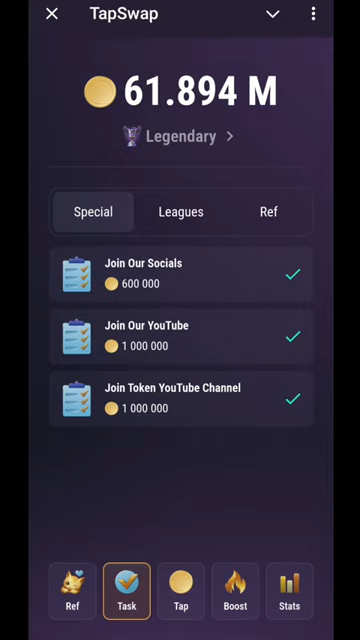 TapSwap
61.894 M
Legendary
Special
Leagues
Ref
Join Our Socials
600 000
Join Our YouTube
1 000 000
Join Token YouTube Channel
1 000 000
Ref
Task
Tap
Boost
Stats